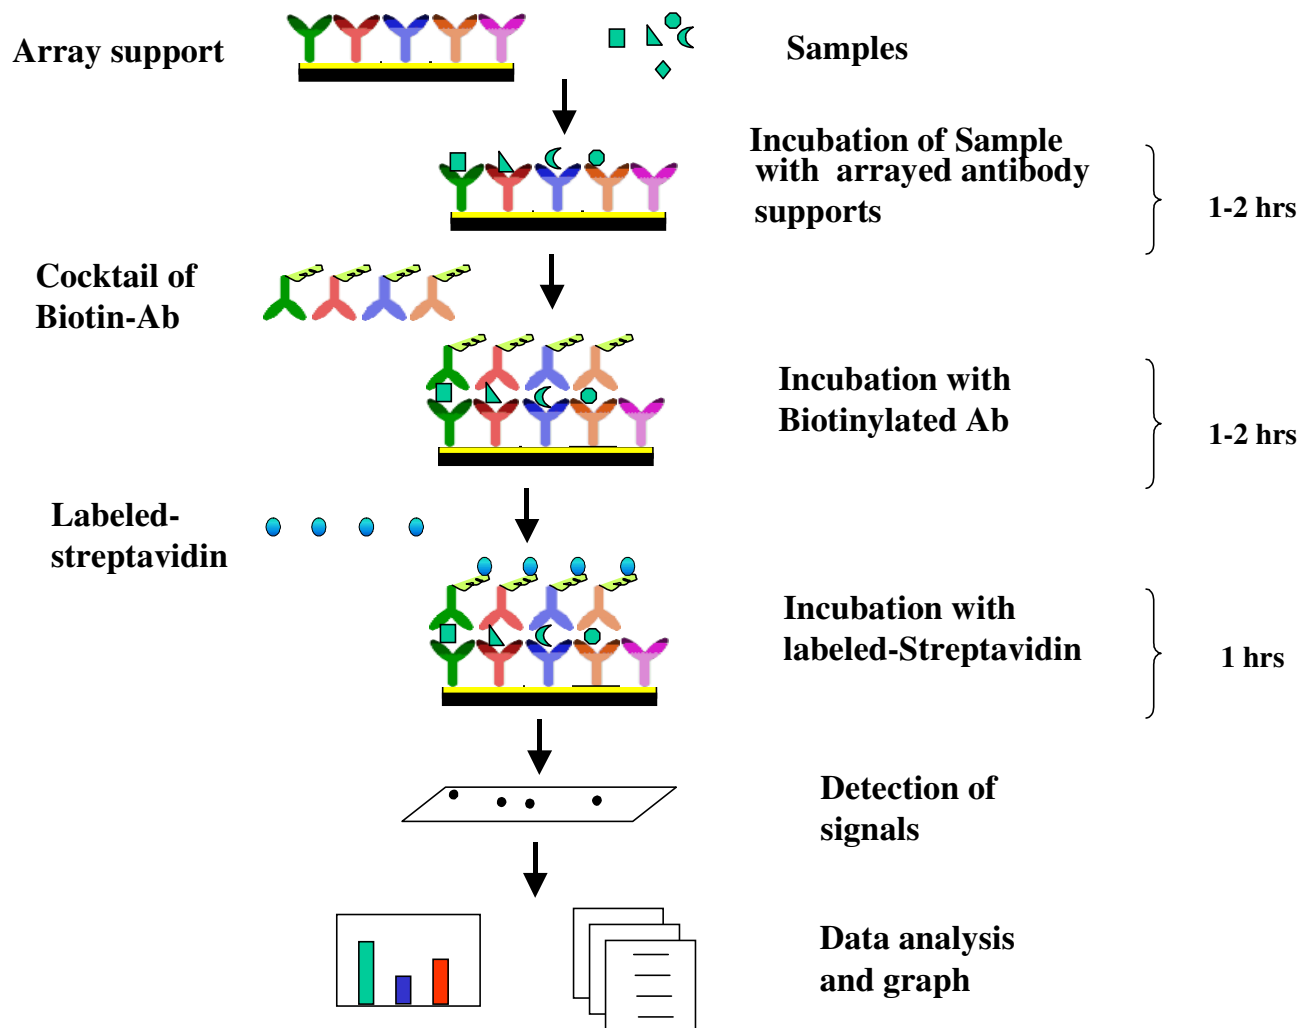 Array support
Samples
Incubation of Sample
with arrayed antibody
supports
1-2 hrs
Cocktail of
Biotin-Ab
Incubation with
Biotinylated Ab
1-2 hrs
Labeled-
streptavidin
Incubation with
labeled-Streptavidin
1 hrs
Detection of
signals
Data analysis
and graph